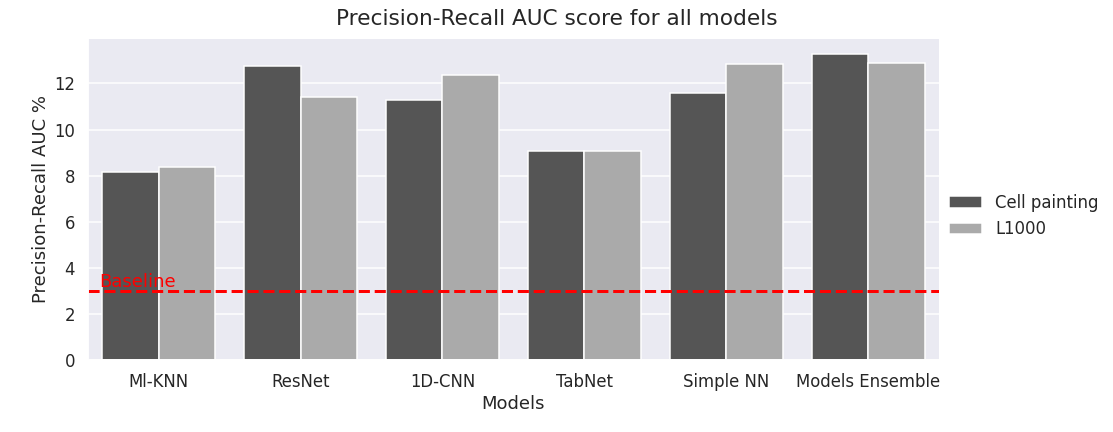 Precision-Recall AUC score for all models
Precision-Recall AUC %
12
10
8
6
4
2
0
Baseline
Ml-KNN
ResNet
1D-CNN
TabNet
Simple NN
Models Ensemble
Models
Cell painting
L1000